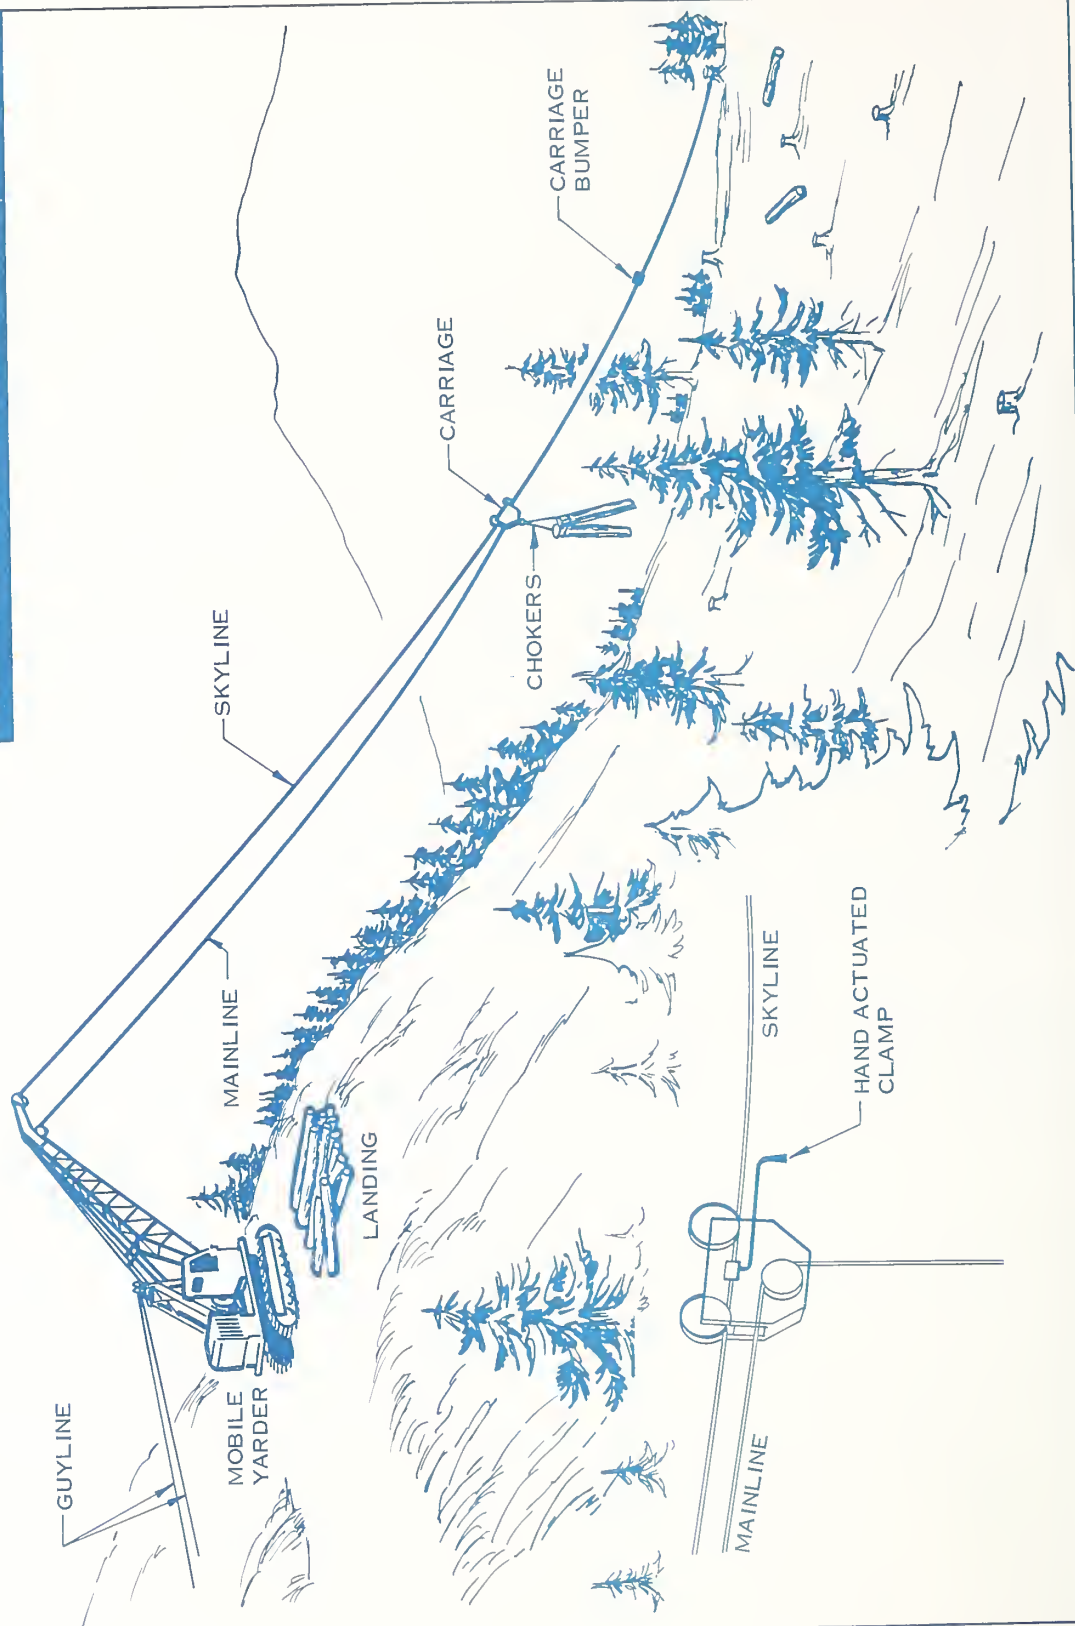 GUYLINE
MOBILE
YARDER
LANDING
MAINLINE
SKYLINE
CHOKERS
CARRIAGE
CARRIAGE
BUMPER
MAINLINE
SKYLINE
HAND ACTUATED
CLAMP